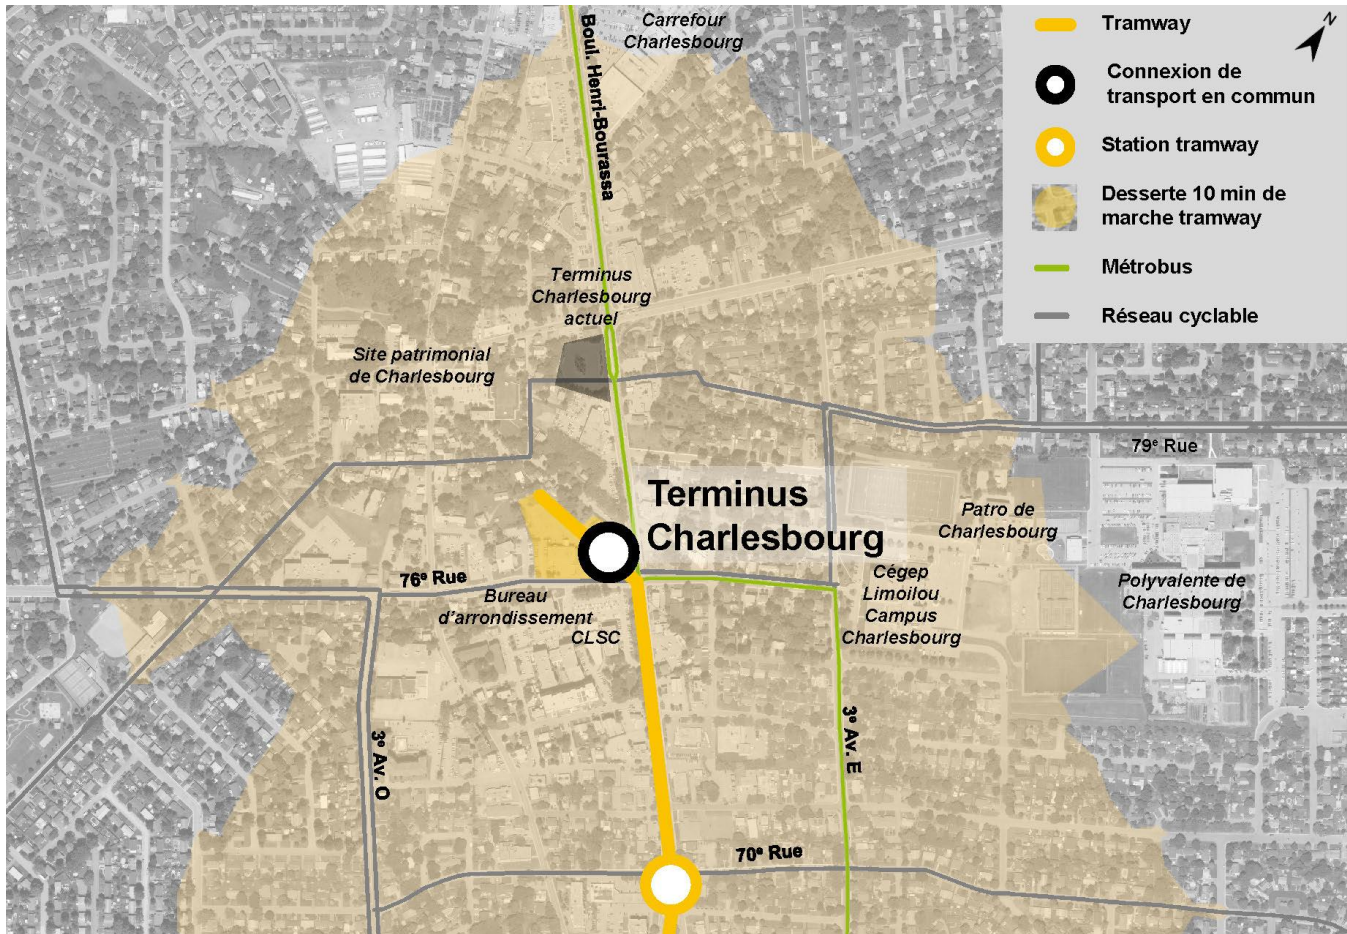 Carrefour
Charlesbourg
Boul. Henri-Bourassa
Tramway
N
Connexion de
transport en commun
Station tramway
Desserte 10 min de
marche tramway
Métrobus
Réseau cyclable
Terminus
Charlesbourg
actuel
Site patrimonial
de Charlesbourg
79e Rue
Terminus
Charlesbourg
Patro de
Charlesbourg
76e Rue
Bureau
d'arrondissement
CLSC
Cégep
Limoilou
Campus
Charlesbourg
Polyvalente de
Charlesbourg
3e Av. O
3e Av. E
70e Rue